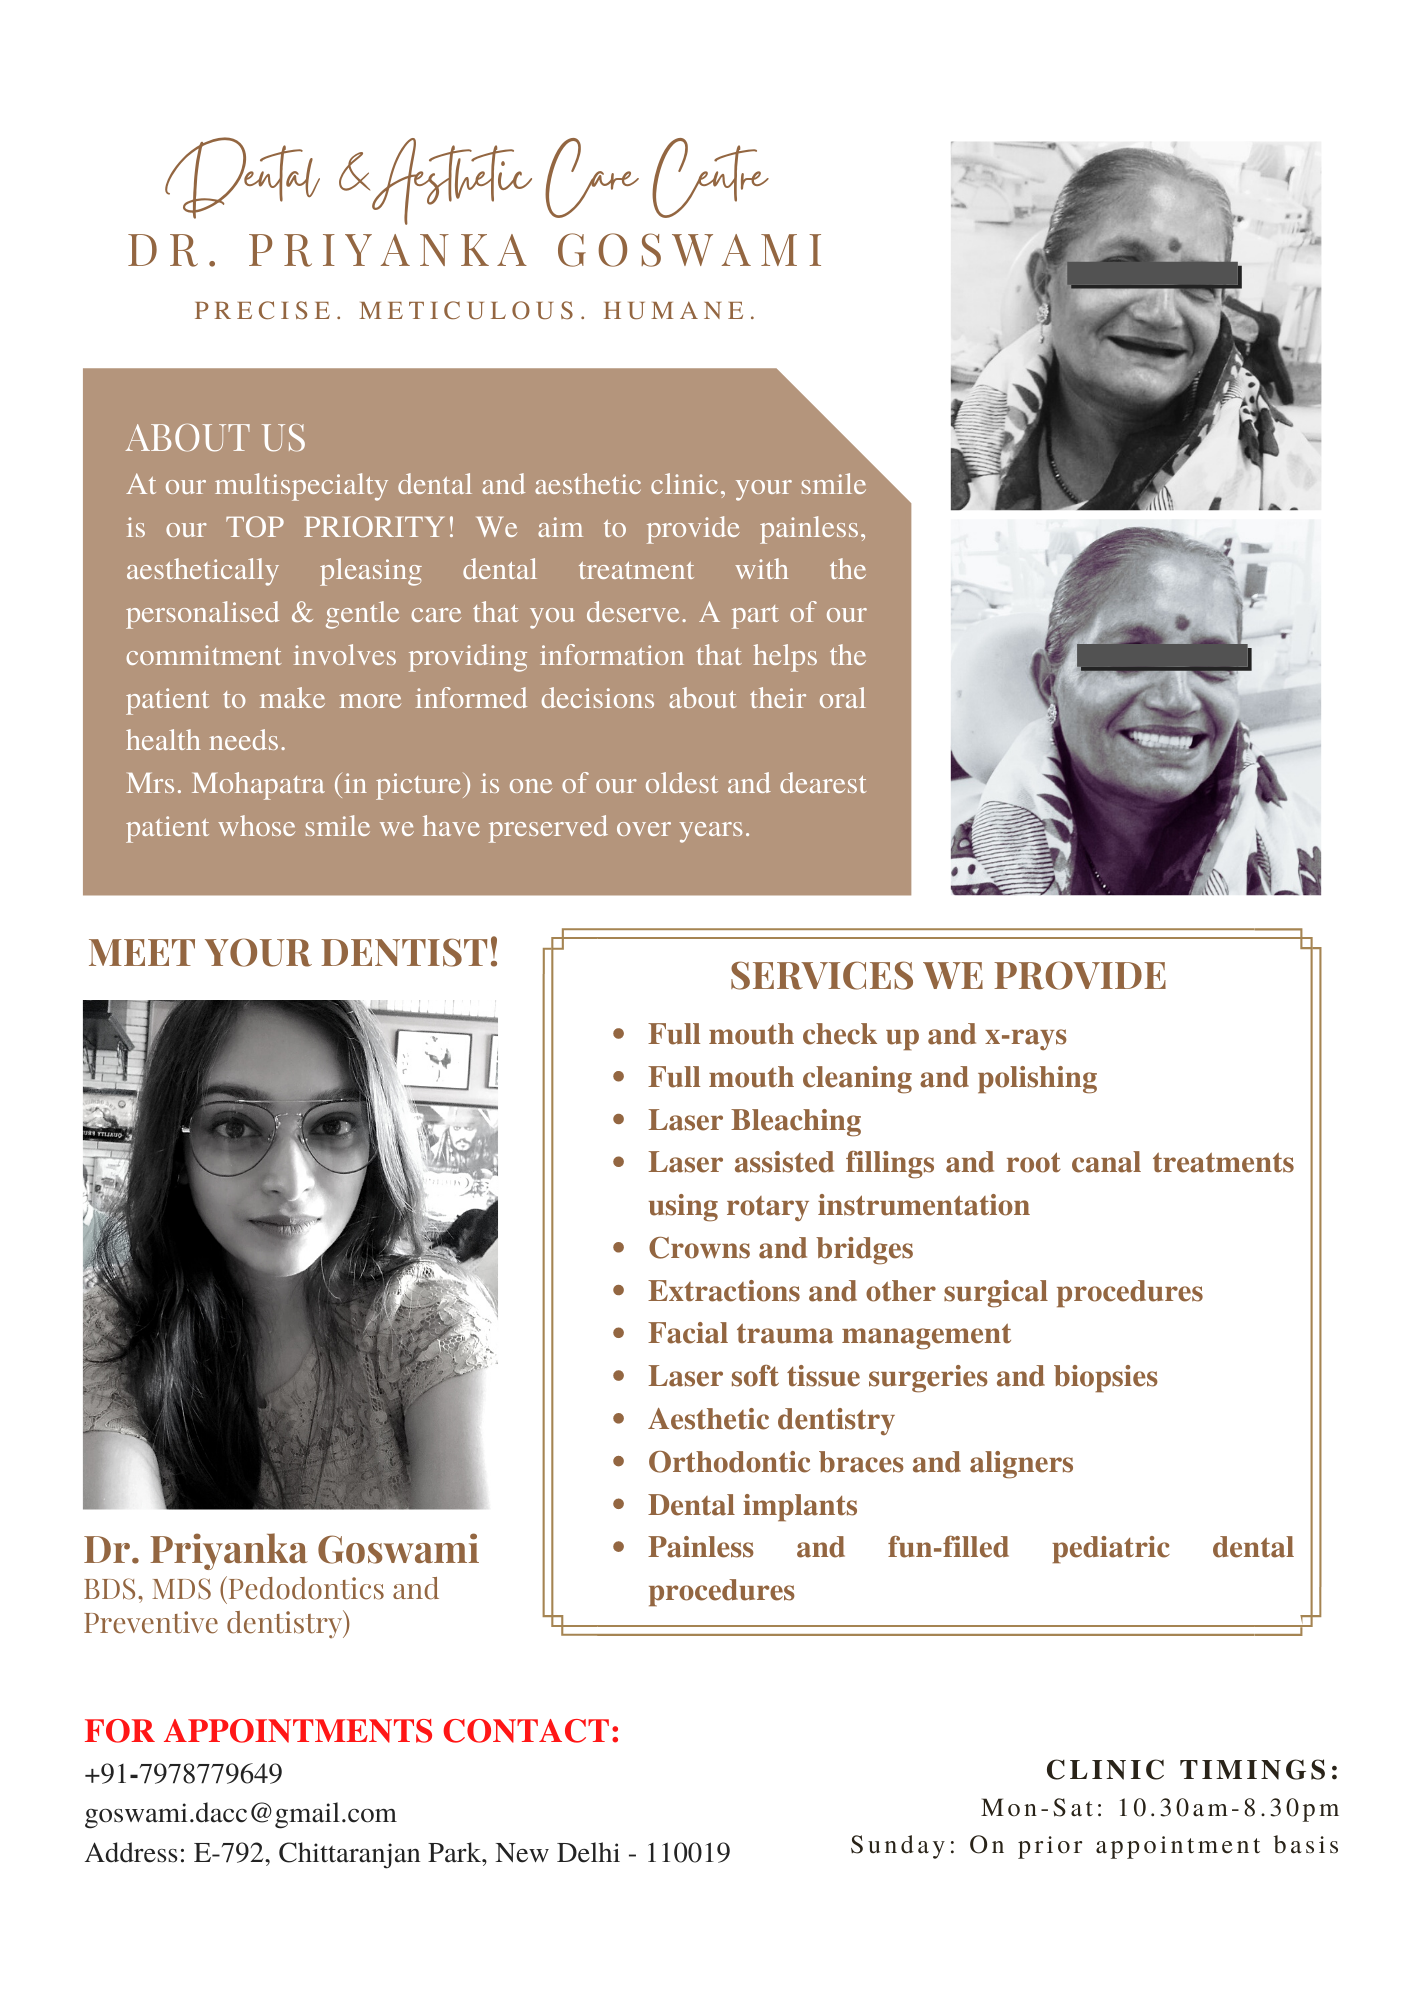 Dental & Aesthetic Care Centre
DR. PRIYANKA GOSWAMI
PRECISE. METICULOUS. HUMANE.
ABOUT US
At our multispecialty dental and aesthetic clinic, your smile
is our TOP PRIORITY! We aim to provide painless,
aesthetically pleasing dental treatment with the
personalised & gentle care that you deserve. A part of our
commitment involves providing information that helps the
patient to make more informed decisions about their oral
health needs.
Mrs. Mohapatra (in picture) is one of our oldest and dearest
patient whose smile we have preserved over years.
MEET YOUR DENTIST!
Dr. Priyanka Goswami
BDS, MDS (Pedodontics and
Preventive dentistry)
SERVICES WE PROVIDE
• Full mouth check up and x-rays
• Full mouth cleaning and polishing
• Laser Bleaching
• Laser assisted fillings and root canal treatments
using rotary instrumentation
• Crowns and bridges
• Extractions and other surgical procedures
• Facial trauma management
• Laser soft tissue surgeries and biopsies
• Aesthetic dentistry
• Orthodontic braces and aligners
• Dental implants
• Painless and fun-filled pediatric dental
procedures
FOR APPOINTMENTS CONTACT:
+91-7978779649
goswami.dacc@gmail.com
Address: E-792, Chittaranjan Park, New Delhi - 110019
CLINIC TIMINGS:
Mon-Sat: 10.30am-8.30pm
Sunday: On prior appointment basis